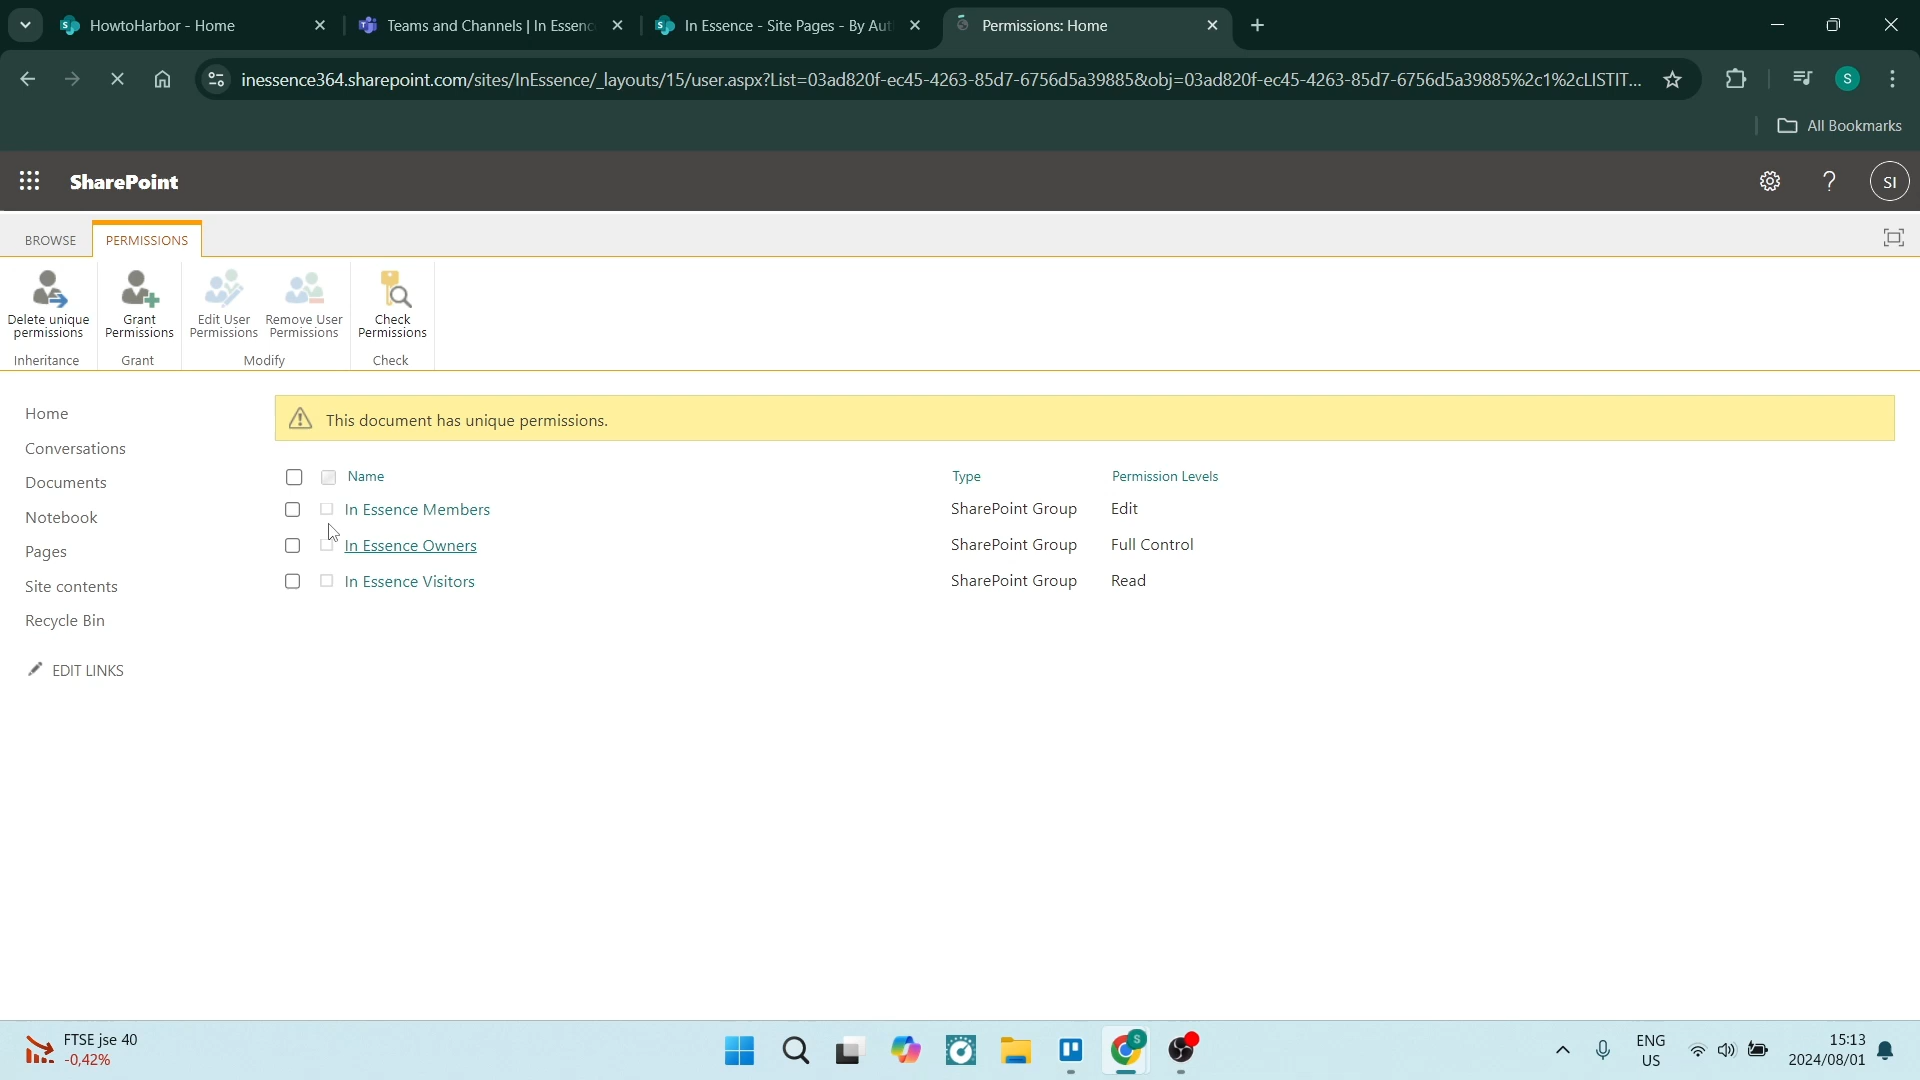 HowtoHarbor - Home
Teams and Channels | In Essenc
In Essence - Site Pages - By Aut
Permissions: Home
inessence364.sharepoint.com/sites/InEssence/_layouts/15/user.aspx?List=03ad820f-ec45-4263-85d7-6756d5a39885&obj=03ad820f-ec45-4263-85d7-6756d5a39885%2c1%2cLISTIT...
S
All Bookmarks
SharePoint
?
SI
BROWSE
PERMISSIONS
Delete unique permissions
Grant Permissions
Edit User Permissions
Remove User Permissions
Check Permissions
Inheritance
Grant
Modify
Check
Home
Conversations
Documents
Notebook
Pages
Site contents
Recycle Bin
EDIT LINKS
This document has unique permissions.
Name Type Permission Levels
In Essence Members SharePoint Group Edit
In Essence Owners SharePoint Group Full Control
In Essence Visitors SharePoint Group Read
FTSE jse 40
-0,42%
S
ENG
US
15:13
2024/08/01